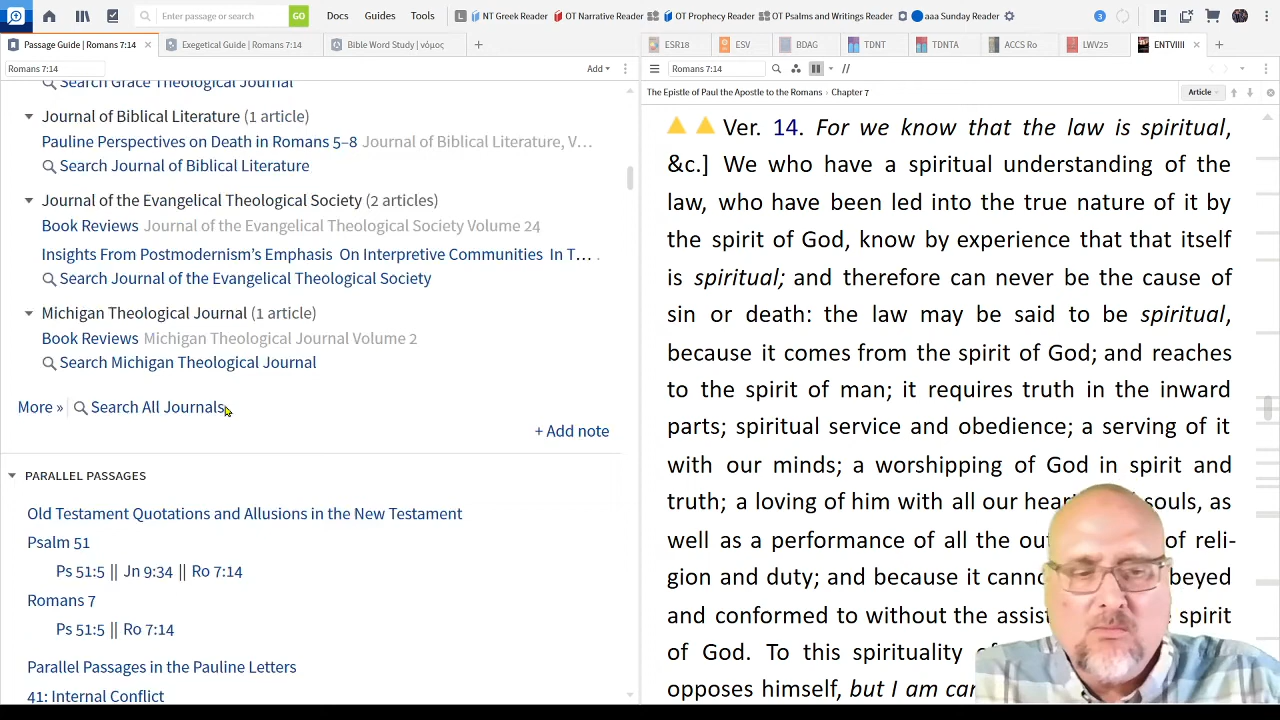 Enter passage or search
GO
Docs
Guides
Tools
L
NT Greek Reader
OT Narrative Reader
OT Prophecy Reader
OT Psalms and Writings Reader
aaa Sunday Reader
3
Passage Guide | Romans 7:14
Exegetical Guide | Romans 7:14
Bible Word Study | νόμος
Romans 7:14
Add
Search Grace Theological Journal
Journal of Biblical Literature (1 article)
Pauline Perspectives on Death in Romans 5–8 Journal of Biblical Literature, V…
Search Journal of Biblical Literature
Journal of the Evangelical Theological Society (2 articles)
Book Reviews Journal of the Evangelical Theological Society Volume 24
Insights From Postmodernism’s Emphasis On Interpretive Communities In T… .
Search Journal of the Evangelical Theological Society
Michigan Theological Journal (1 article)
Book Reviews Michigan Theological Journal Volume 2
Search Michigan Theological Journal
More » Search All Journals
+ Add note
PARALLEL PASSAGES
Old Testament Quotations and Allusions in the New Testament
Psalm 51
Ps 51:5 || Jn 9:34 || Ro 7:14
Romans 7
Ps 51:5 || Ro 7:14
Parallel Passages in the Pauline Letters
41: Internal Conflict
ESR18
ESV
BDAG
TDNT
TDNTA
ACCS Ro
LWV25
ENTVIII
Romans 7:14
//
The Epistle of Paul the Apostle to the Romans › Chapter 7
Article
Ver. 14. For we know that the law is spiritual,
&c.] We who have a spiritual understanding of the
law, who have been led into the true nature of it by
the spirit of God, know by experience that that itself
is spiritual; and therefore can never be the cause of
sin or death: the law may be said to be spiritual,
because it comes from the spirit of God; and reaches
to the spirit of man; it requires truth in the inward
parts; spiritual service and obedience; a serving of it
with our minds; a worshipping of God in spirit and
truth; a loving of him with all our hear souls, as
well as a performance of all the ou of reli-
gion and duty; and because it canno beyed
and conformed to without the assis spirit
of God. To this spirituality
opposes himself, but I am car